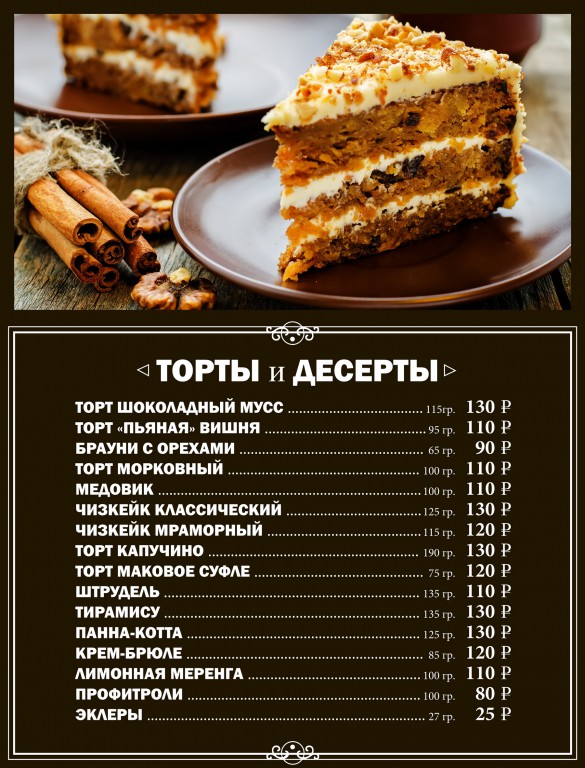 ТОРТЫ и ДЕСЕРТЫ
ТОРТ ШОКОЛАДНЫЙ МУСС 115гр. 130 ₽
ТОРТ «ПЬЯНАЯ» ВИШНЯ 95 гр. 110 ₽
БРАУНИ С ОРЕХАМИ 65 гр. 90 ₽
ТОРТ МОРКОВНЫЙ 100 гр. 110 ₽
МЕДОВИК 100 гр. 110 ₽
ЧИЗКЕЙК КЛАССИЧЕСКИЙ 125 гр. 130 ₽
ЧИЗКЕЙК МРАМОРНЫЙ 115 гр. 120 ₽
ТОРТ КАПУЧИНО 190 гр. 130 ₽
ТОРТ МАКОВОЕ СУФЛЕ 75 гр. 120 ₽
ШТРУДЕЛЬ 135 гр. 110 ₽
ТИРАМИСУ 135 гр. 130 ₽
ПАННА-КОТТА 125 гр. 130 ₽
КРЕМ-БРЮЛЕ 85 гр. 120 ₽
ЛИМОННАЯ МЕРЕНГА 100 гр. 110 ₽
ПРОФИТРОЛИ 100 гр. 80 ₽
ЭКЛЕРЫ 27 гр. 25 ₽